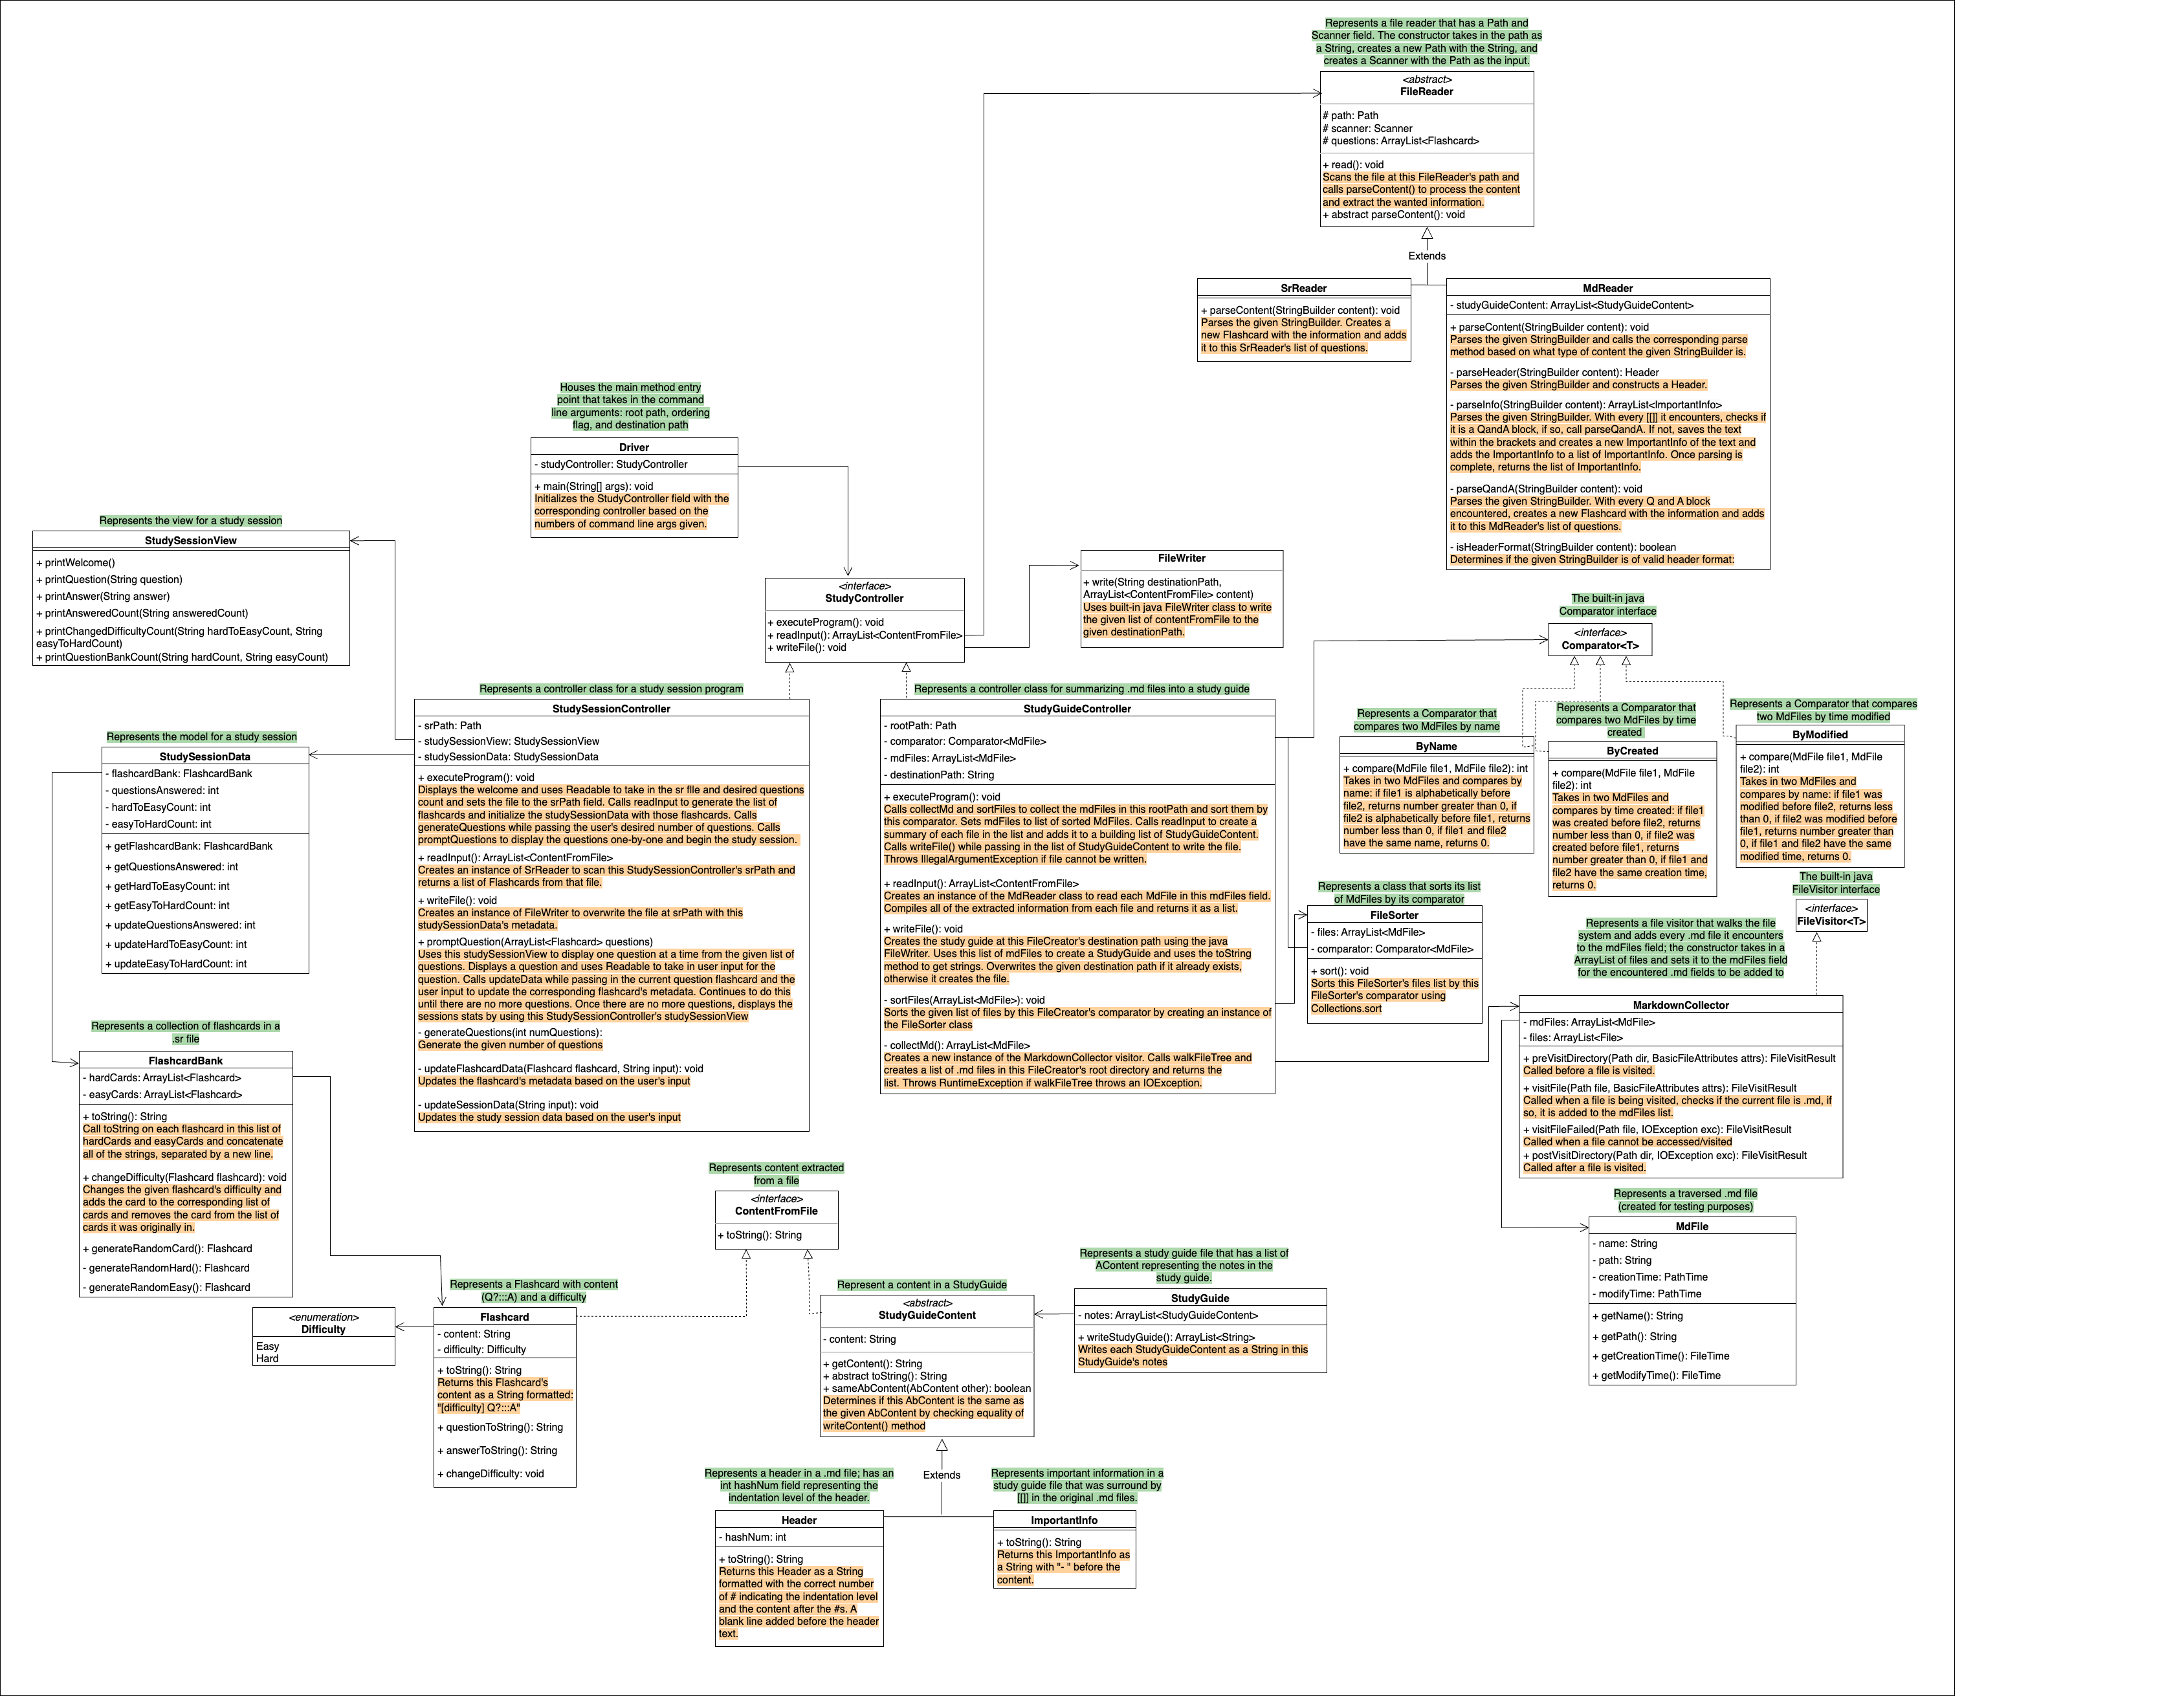 Represents a file reader that has a Path and
Scanner field. The constructor takes in the path as
a String, creates a new Path with the String, and
creates a Scanner with the Path as the input.
<abstract>
FileReader
# path: Path
# scanner: Scanner
# questions: ArrayList<Flashcard>
+ read(): void
Scans the file at this FileReader's path and
calls parseContent() to process the content
and extract the wanted information.
+ abstract parseContent(): void
Extends
SrReader
+ parseContent(StringBuilder content): void
Parses the given StringBuilder. Creates a
new Flashcard with the information and adds
it to this SrReader's list of questions.
MdReader
- studyGuideContent: ArrayList<StudyGuideContent>
+ parseContent(StringBuilder content): void
Parses the given StringBuilder and calls the corresponding parse
method based on what type of content the given StringBuilder is.
- parseHeader(StringBuilder content): Header
Parses the given StringBuilder and constructs a Header.
- parseInfo(StringBuilder content): ArrayList<ImportantInfo>
Parses the given StringBuilder. With every [[]] it encounters, checks if
it is a QandA block, if so, call parseQandA. If not, saves the text
within the brackets and creates a new ImportantInfo of the text and
adds the ImportantInfo to a list of ImportantInfo. Once parsing is
complete, returns the list of ImportantInfo.
- parseQandA(StringBuilder content): void
Parses the given StringBuilder. With every Q and A block
encountered, creates a new Flashcard with the information and adds
it to this MdReader's list of questions.
- isHeaderFormat(StringBuilder content): boolean
Determines if the given StringBuilder is of valid header format:
Houses the main method entry
point that takes in the command
line arguments: root path, ordering
flag, and destination path
Driver
- studyController: StudyController
+ main(String[] args): void
Initializes the StudyController field with the
corresponding controller based on the
numbers of command line args given.
Represents the view for a study session
StudySessionView
+ printWelcome()
+ printQuestion(String question)
+ printAnswer(String answer)
+ printAnsweredCount(String answeredCount)
+ printChangedDifficultyCount(String hardToEasyCount, String
easyToHardCount)
+ printQuestionBankCount(String hardCount, String easyCount)
<interface>
StudyController
+ executeProgram(): void
+ readInput(): ArrayList<ContentFromFile>
+ writeFile(): void
FileWriter
+ write(String destinationPath,
ArrayList<ContentFromFile> content)
Uses built-in java FileWriter class to write
the given list of contentFromFile to the
given destinationPath.
The built-in java
Comparator interface
<interface>
Comparator<T>
Represents a controller class for a study session program
StudySessionController
- srPath: Path
- studySessionView: StudySessionView
- studySessionData: StudySessionData
+ executeProgram(): void
Displays the welcome and uses Readable to take in the sr file and desired questions
count and sets the file to the srPath field. Calls readInput to generate the list of
flashcards and initialize the studySessionData with those flashcards. Calls
generateQuestions while passing the user's desired number of questions. Calls
promptQuestions to display the questions one-by-one and begin the study session.
+ readInput(): ArrayList<ContentFromFile>
Creates an instance of SrReader to scan this StudySessionController's srPath and
returns a list of Flashcards from that file.
+ writeFile(): void
Creates an instance of FileWriter to overwrite the file at srPath with this
studySessionData's metadata.
+ promptQuestion(ArrayList<Flashcard> questions)
Uses this studySessionView to display one question at a time from the given list of
questions. Displays a question and uses Readable to take in user input for the
question. Calls updateData while passing in the current question flashcard and the
user input to update the corresponding flashcard's metadata. Continues to do this
until there are no more questions. Once there are no more questions, displays the
sessions stats by using this StudySessionController's studySessionView
- generateQuestions(int numQuestions):
Generate the given number of questions
- updateFlashcardData(Flashcard flashcard, String input): void
Updates the flashcard's metadata based on the user's input
- updateSessionData(String input): void
Updates the study session data based on the user's input
Represents a controller class for summarizing .md files into a study guide
StudyGuideController
- rootPath: Path
- comparator: Comparator<MdFile>
- mdFiles: ArrayList<MdFile>
- destinationPath: String
+ executeProgram(): void
Calls collectMd and sortFiles to collect the mdFiles in this rootPath and sort them by
this comparator. Sets mdFiles to list of sorted MdFiles. Calls readInput to create a
summary of each file in the list and adds it to a building list of StudyGuideContent.
Calls writeFile() while passing in the list of StudyGuideContent to write the file.
Throws IllegalArgumentException if file cannot be written.
+ readInput(): ArrayList<ContentFromFile>
Creates an instance of the MdReader class to read each MdFile in this mdFiles field.
Compiles all of the extracted information from each file and returns it as a list.
+ writeFile(): void
Creates the study guide at this FileCreator's destination path using the java
FileWriter. Uses this list of mdFiles to create a StudyGuide and uses the toString
method to get strings. Overwrites the given destination path if it already exists,
otherwise it creates the file.
- sortFiles(ArrayList<MdFile>): void
Sorts the given list of files by this FileCreator's comparator by creating an instance of
the FileSorter class
- collectMd(): ArrayList<MdFile>
Creates a new instance of the MarkdownCollector visitor. Calls walkFileTree and
creates a list of .md files in this FileCreator's root directory and returns the
list. Throws RuntimeException if walkFileTree throws an IOException.
Represents a Comparator that
compares two MdFiles by name
ByName
+ compare(MdFile file1, MdFile file2): int
Takes in two MdFiles and compares by
name: if file1 is alphabetically before
file2, returns number greater than 0, if
file2 is alphabetically before file1, returns
number less than 0, if file1 and file2
have the same name, returns 0.
Represents a Comparator that
compares two MdFiles by time
created
ByCreated
+ compare(MdFile file1, MdFile
file2): int
Takes in two MdFiles and
compares by time created: if file1
was created before file2, returns
number less than 0, if file2 was
created before file1, returns
number greater than 0, if file1 and
file2 have the same creation time,
returns 0.
Represents a Comparator that compares
two MdFiles by time modified
ByModified
+ compare(MdFile file1, MdFile
file2): int
Takes in two MdFiles and
compares by name: if file1 was
modified before file2, returns less
than 0, if file2 was modified before
file1, returns number greater than
0, if file1 and file2 have the same
modified time, returns 0.
Represents the model for a study session
StudySessionData
- flashcardBank: FlashcardBank
- questionsAnswered: int
- hardToEasyCount: int
- easyToHardCount: int
+ getFlashcardBank: FlashcardBank
+ getQuestionsAnswered: int
+ getHardToEasyCount: int
+ getEasyToHardCount: int
+ updateQuestionsAnswered: int
+ updateHardToEasyCount: int
+ updateEasyToHardCount: int
Represents a class that sorts its list
of MdFiles by its comparator
FileSorter
- files: ArrayList<MdFile>
- comparator: Comparator<MdFile>
+ sort(): void
Sorts this FileSorter's files list by this
FileSorter's comparator using
Collections.sort
The built-in java
FileVisitor interface
<interface>
FileVisitor<T>
Represents a file visitor that walks the file
system and adds every .md file it encounters
to the mdFiles field; the constructor takes in a
ArrayList of files and sets it to the mdFiles field
for the encountered .md fields to be added to
MarkdownCollector
- mdFiles: ArrayList<MdFile>
- files: ArrayList<File>
+ preVisitDirectory(Path dir, BasicFileAttributes attrs): FileVisitResult
Called before a file is visited.
+ visitFile(Path file, BasicFileAttributes attrs): FileVisitResult
Called when a file is being visited, checks if the current file is .md, if
so, it is added to the mdFiles list.
+ visitFileFailed(Path file, IOException exc): FileVisitResult
Called when a file cannot be accessed/visited
+ postVisitDirectory(Path dir, IOException exc): FileVisitResult
Called after a file is visited.
Represents a collection of flashcards in a
.sr file
FlashcardBank
- hardCards: ArrayList<Flashcard>
- easyCards: ArrayList<Flashcard>
+ toString(): String
Call toString on each flashcard in this list of
hardCards and easyCards and concatenate
all of the strings, separated by a new line.
+ changeDifficulty(Flashcard flashcard): void
Changes the given flashcard's difficulty and
adds the card to the corresponding list of
cards and removes the card from the list of
cards it was originally in.
+ generateRandomCard(): Flashcard
- generateRandomHard(): Flashcard
- generateRandomEasy(): Flashcard
Represents content extracted
from a file
<interface>
ContentFromFile
+ toString(): String
Represents a traversed .md file
(created for testing purposes)
MdFile
- name: String
- path: String
- creationTime: PathTime
- modifyTime: PathTime
+ getName(): String
+ getPath(): String
+ getCreationTime(): FileTime
+ getModifyTime(): FileTime
Represents a Flashcard with content
(Q?:::A) and a difficulty
Flashcard
- content: String
- difficulty: Difficulty
+ toString(): String
Returns this Flashcard's
content as a String formatted:
"[difficulty] Q?:::A"
+ questionToString(): String
+ answerToString(): String
+ changeDifficulty: void
<enumeration>
Difficulty
Easy
Hard
Represent a content in a StudyGuide
<abstract>
StudyGuideContent
- content: String
+ getContent(): String
+ abstract toString(): String
+ sameAbContent(AbContent other): boolean
Determines if this AbContent is the same as
the given AbContent by checking equality of
writeContent() method
Represents a study guide file that has a list of
AContent representing the notes in the
study guide.
StudyGuide
- notes: ArrayList<StudyGuideContent>
+ writeStudyGuide(): ArrayList<String>
Writes each StudyGuideContent as a String in this
StudyGuide's notes
Extends
Represents a header in a .md file; has an
int hashNum field representing the
indentation level of the header.
Header
- hashNum: int
+ toString(): String
Returns this Header as a String
formatted with the correct number
of # indicating the indentation level
and the content after the #s. A
blank line added before the header
text.
Represents important information in a
study guide file that was surround by
[[]] in the original .md files.
ImportantInfo
+ toString(): String
Returns this ImportantInfo as
a String with "- " before the
content.